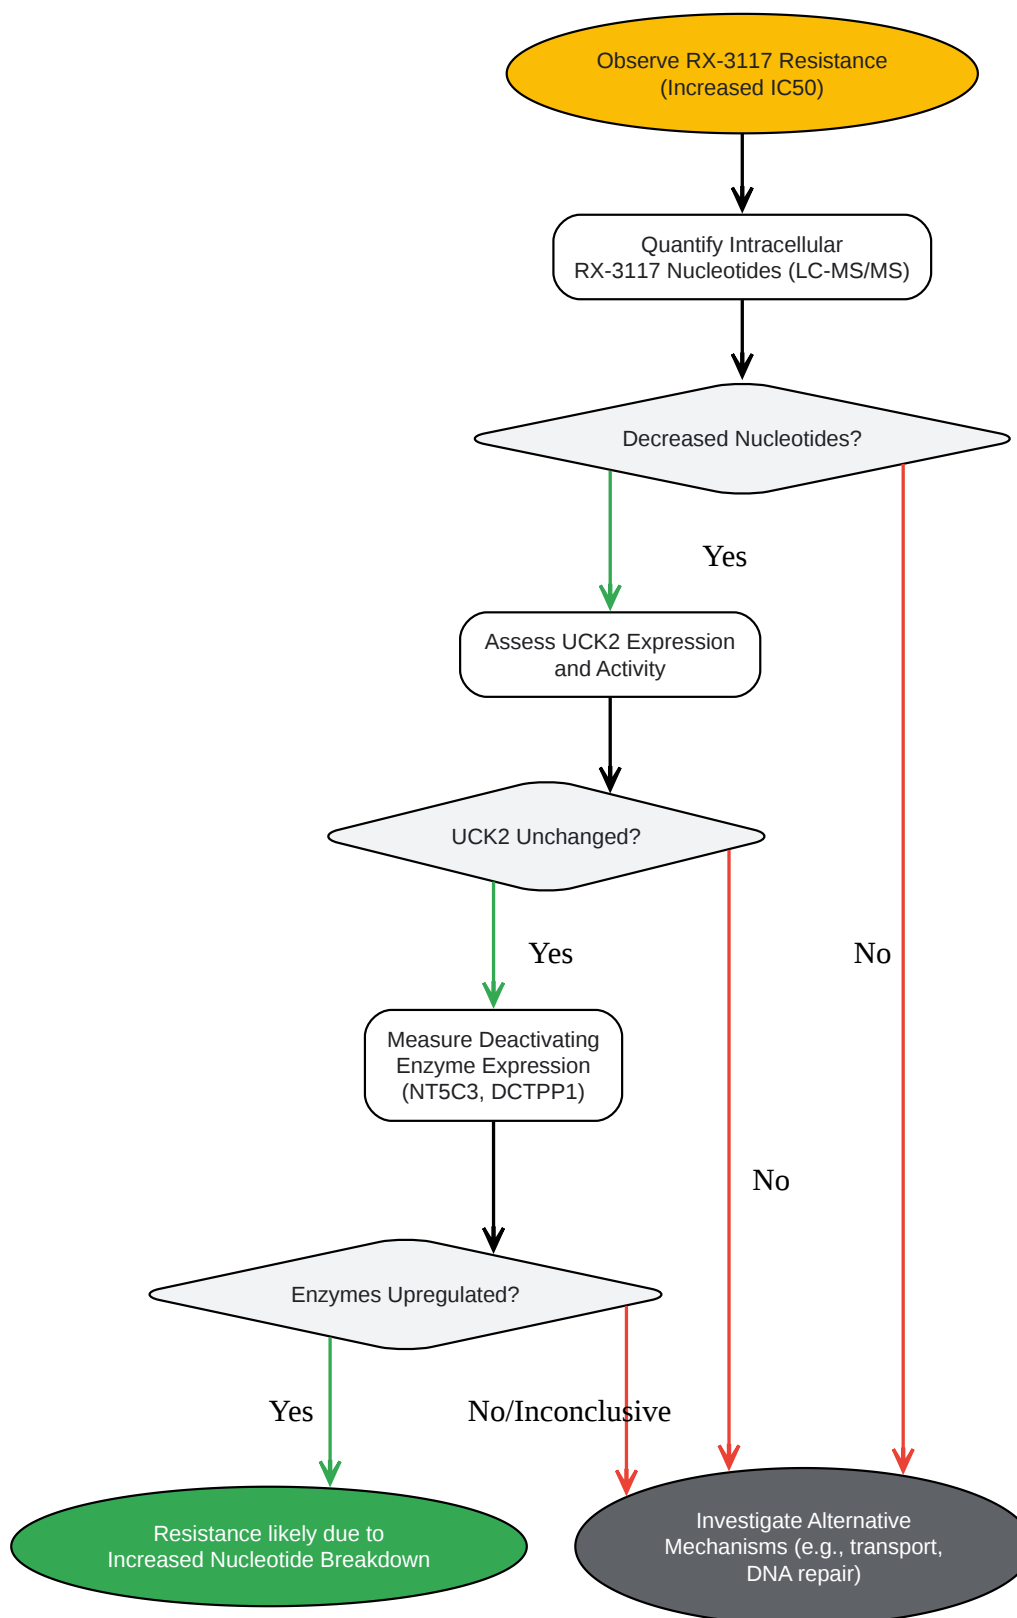 Observe RX-3117 Resistance
(Increased IC50)
Quantify Intracellular
RX-3117 Nucleotides (LC-MS/MS)
Decreased Nucleotides?
Yes
Assess UCK2 Expression
and Activity
UCK2 Unchanged?
Yes
No
Measure Deactivating
Enzyme Expression
(NT5C3, DCTPP1)
No
Enzymes Upregulated?
Yes
No/Inconclusive
Resistance likely due to
Increased Nucleotide Breakdown
Investigate Alternative
Mechanisms (e.g., transport,
DNA repair)